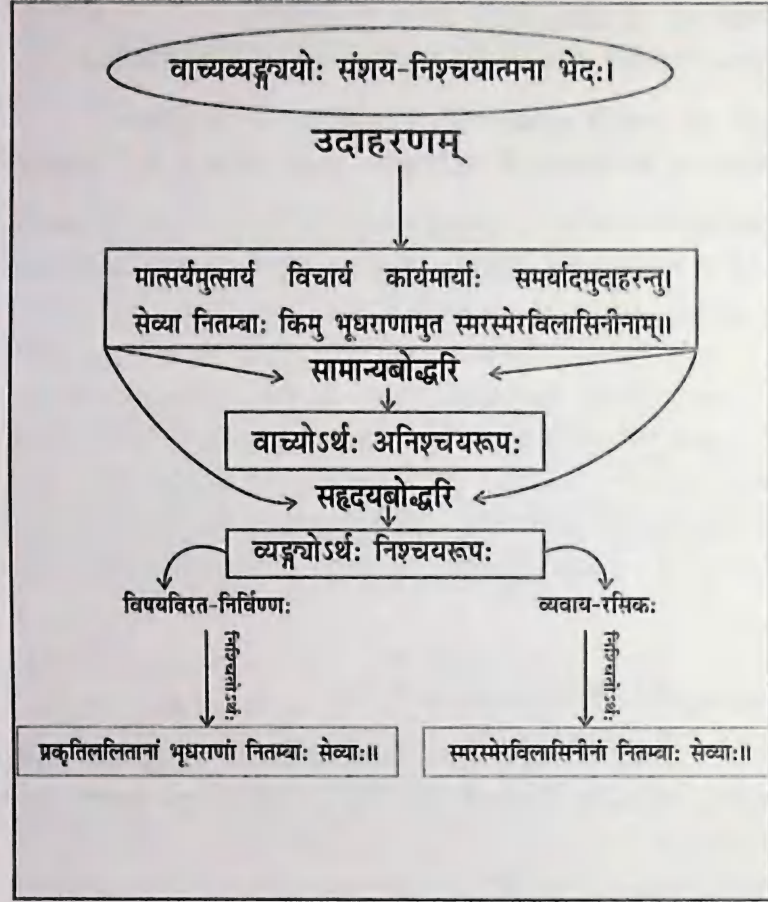 वाच्यव्यङ्ग्ययोः संशय-निश्चयात्मना भेदः।
उदाहरणम्
मात्सर्यमुत्सार्य विचार्य कार्यमार्याः समर्यादमुदाहरन्तु।
सेव्या नितम्बाः किमु भूधराणामुत स्मरस्मेरविलासिनीनाम्॥
सामान्यबोद्धरि
वाच्योऽर्थः अनिश्चयरूपः
सहृदयबोद्धरि
व्यङ्ग्योऽर्थः निश्चयरूपः
विषयविरत-निर्विण्णः
व्यवाय-रसिकः
निश्चितोऽर्थः
निश्चितोऽर्थः
प्रकृतिललितानां भूधराणां नितम्बाः सेव्याः॥
स्मरस्मेरविलासिनीनां नितम्बाः सेव्याः॥